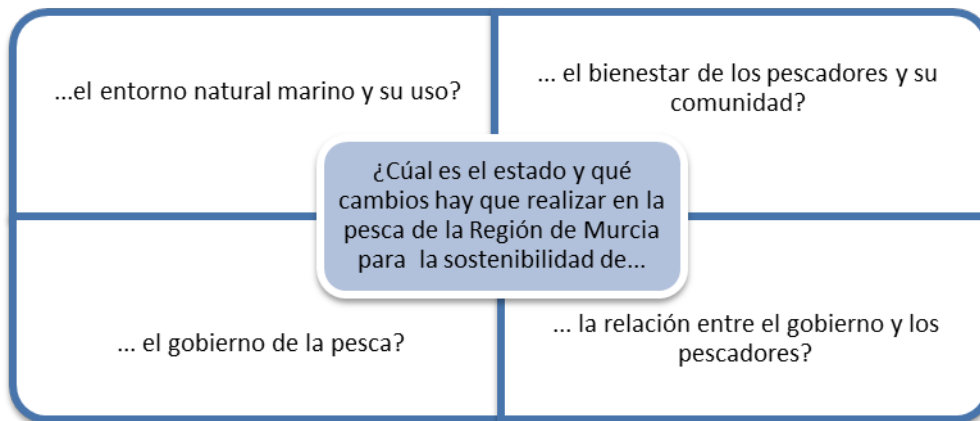 ...el entorno natural marino y su uso?
... el bienestar de los pescadores y su
comunidad?
¿Cúal es el estado y qué
cambios hay que realizar en la
pesca de la Región de Murcia
para la sostenibilidad de...
... el gobierno de la pesca?
... la relación entre el gobierno y los
pescadores?